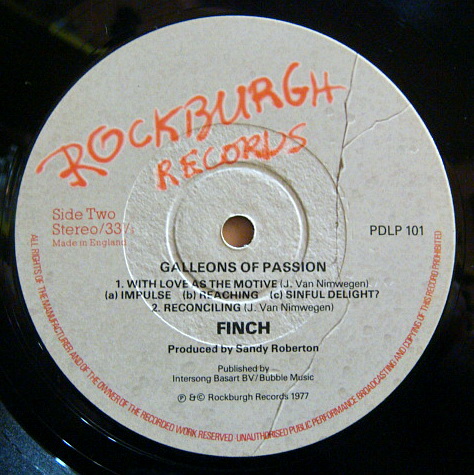 ROCKBURGH
RECORDS
Side Two
Stereo/33⅓
Made in England
PDLP 101
GALLEONS OF PASSION
1. WITH LOVE AS THE MOTIVE (J. Van Nimwegen)
(a) IMPULSE (b) REACHING (c) SINFUL DELIGHT?
2. RECONCILING (J. Van Nimwegen)
FINCH
Produced by Sandy Roberton
Published by
Intersong Basart BV/Bubble Music
℗ & © Rockburgh Records 1977
ALL RIGHTS OF THE MANUFACTURER AND OF THE OWNER OF THE RECORDED WORK RESERVED UNAUTHORISED PUBLIC PERFORMANCE BROADCASTING AND COPYING OF THIS RECORD PROHIBITED